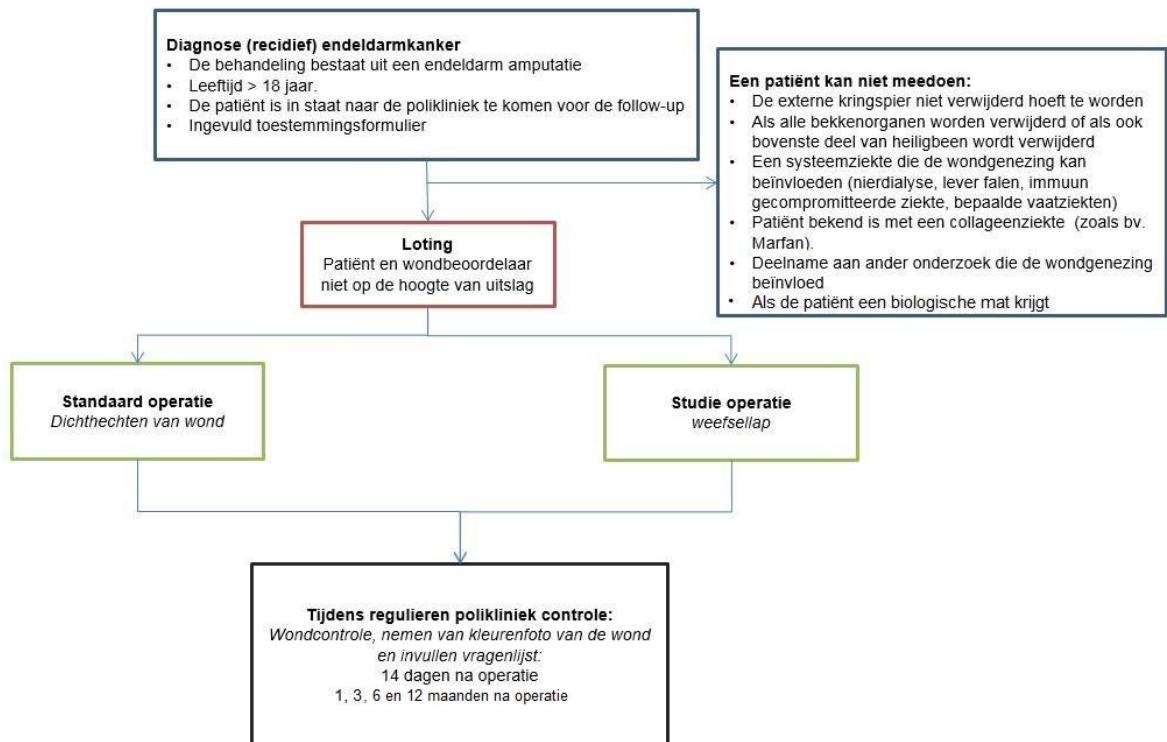 Diagnose (recidief) endeldarmkanker
• De behandeling bestaat uit een endeldarm amputatie
• Leeftijd > 18 jaar.
• De patiënt is in staat naar de polikliniek te komen voor de follow-up
• Ingevuld toestemmingsformulier
Een patiënt kan niet meedoen:
• De externe kringspier niet verwijderd hoeft te worden
• Als alle bekkenorganen worden verwijderd of als ook
bovenste deel van heiligbeen wordt verwijderd
• Een systeemziekte die de wondgenezing kan
beïnvloeden (nierdialyse, lever falen, immuun
gecompromitteerde ziekte, bepaalde vaatziekten)
• Patiënt bekend is met een collageenziekte (zoals bv.
Marfan).
• Deelname aan ander onderzoek die de wondgenezing
beïnvloed
• Als de patiënt een biologische mat krijgt
Loting
Patiënt en wondbeoordelaar
niet op de hoogte van uitslag
Standaard operatie
Dichthechten van wond
Studie operatie
weefsellap
Tijdens regulieren polikliniek controle:
Wondcontrole, nemen van kleurenfoto van de wond
en invullen vragenlijst:
14 dagen na operatie
1, 3, 6 en 12 maanden na operatie